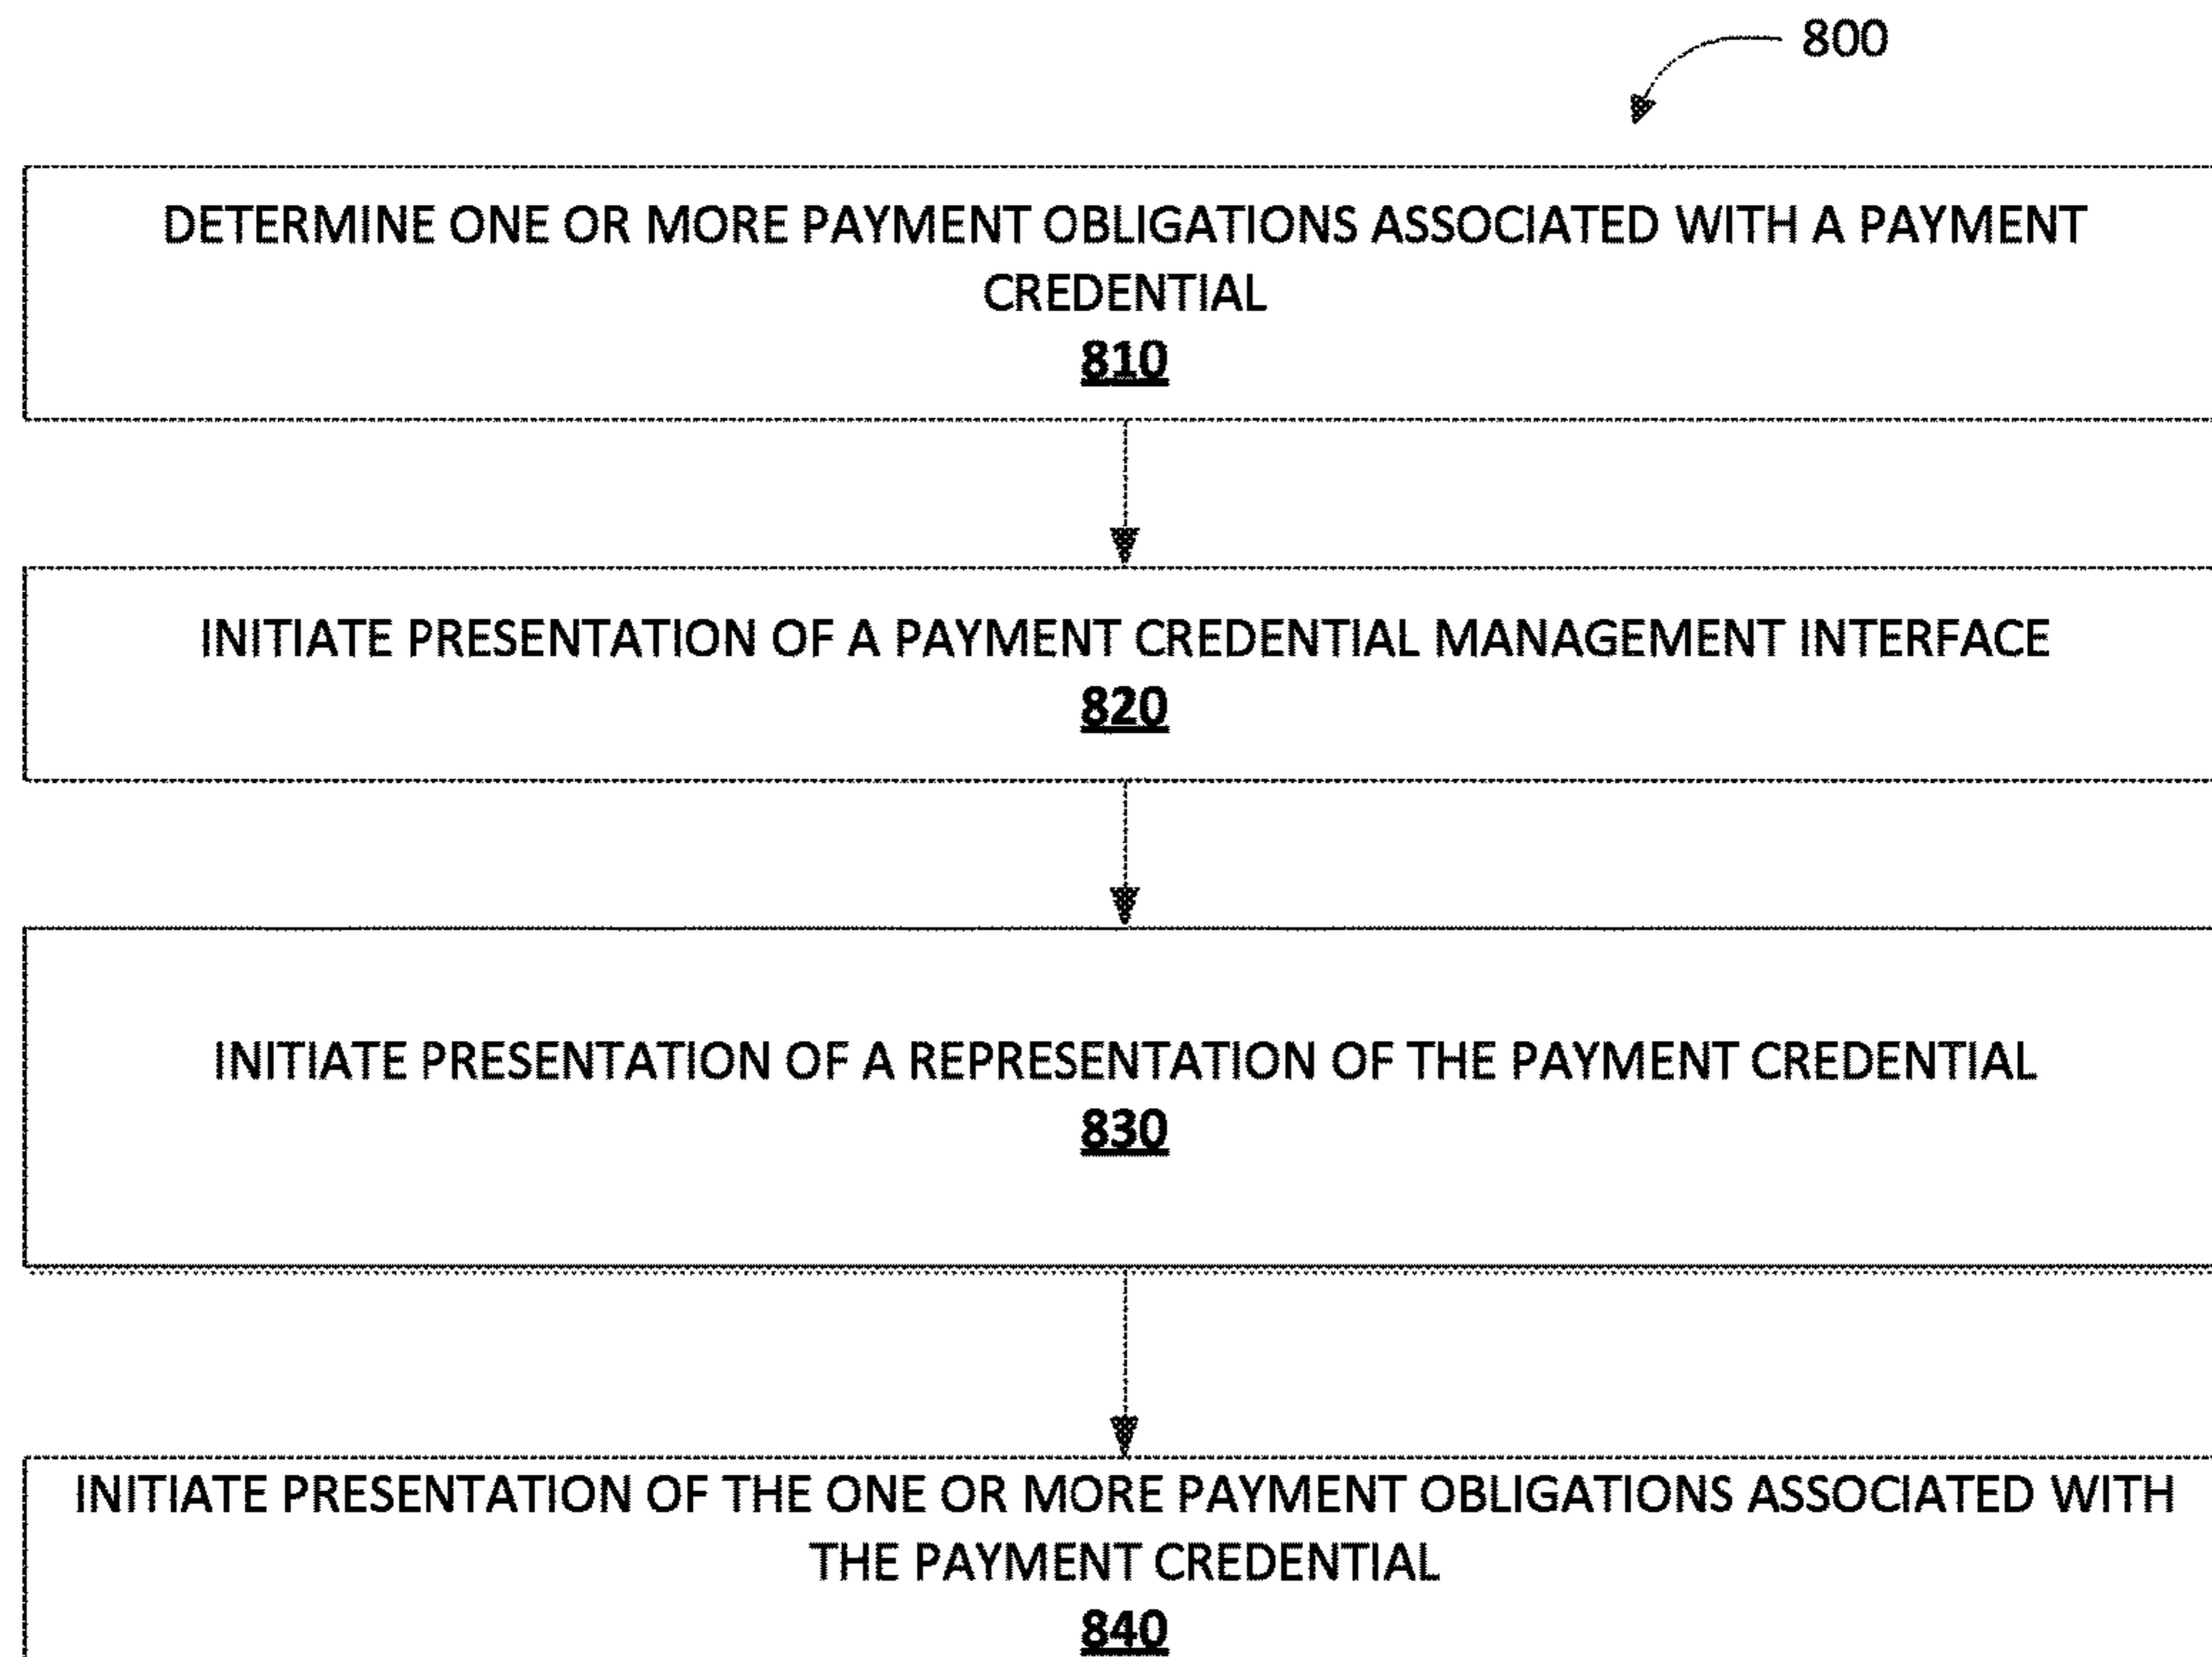 800
DETERMINE ONE OR MORE PAYMENT OBLIGATIONS ASSOCIATED WITH A PAYMENT
CREDENTIAL
810
INITIATE PRESENTATION OF A PAYMENT CREDENTIAL MANAGEMENT INTERFACE
820
INITIATE PRESENTATION OF A REPRESENTATION OF THE PAYMENT CREDENTIAL
830
INITIATE PRESENTATION OF THE ONE OR MORE PAYMENT OBLIGATIONS ASSOCIATED WITH
THE PAYMENT CREDENTIAL
840